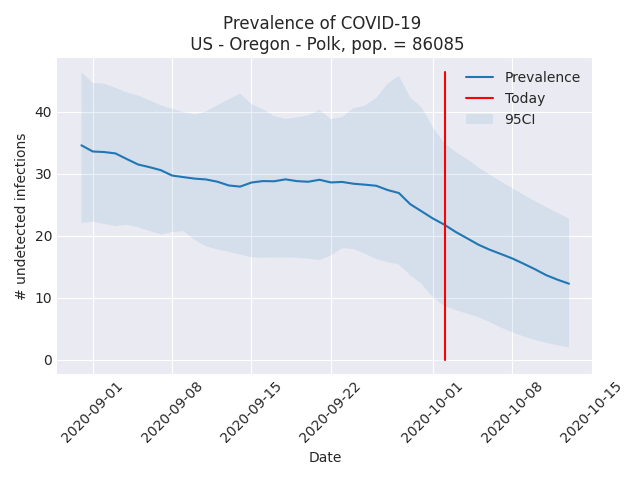 Prevalence of COVID-19
US - Oregon - Polk, pop. = 86085
Prevalence
Today
95CI
# undetected infections
40
30
20
10
0
2020-09-01
2020-09-08
2020-09-15
2020-09-22
2020-10-01
2020-10-08
2020-10-15
Date